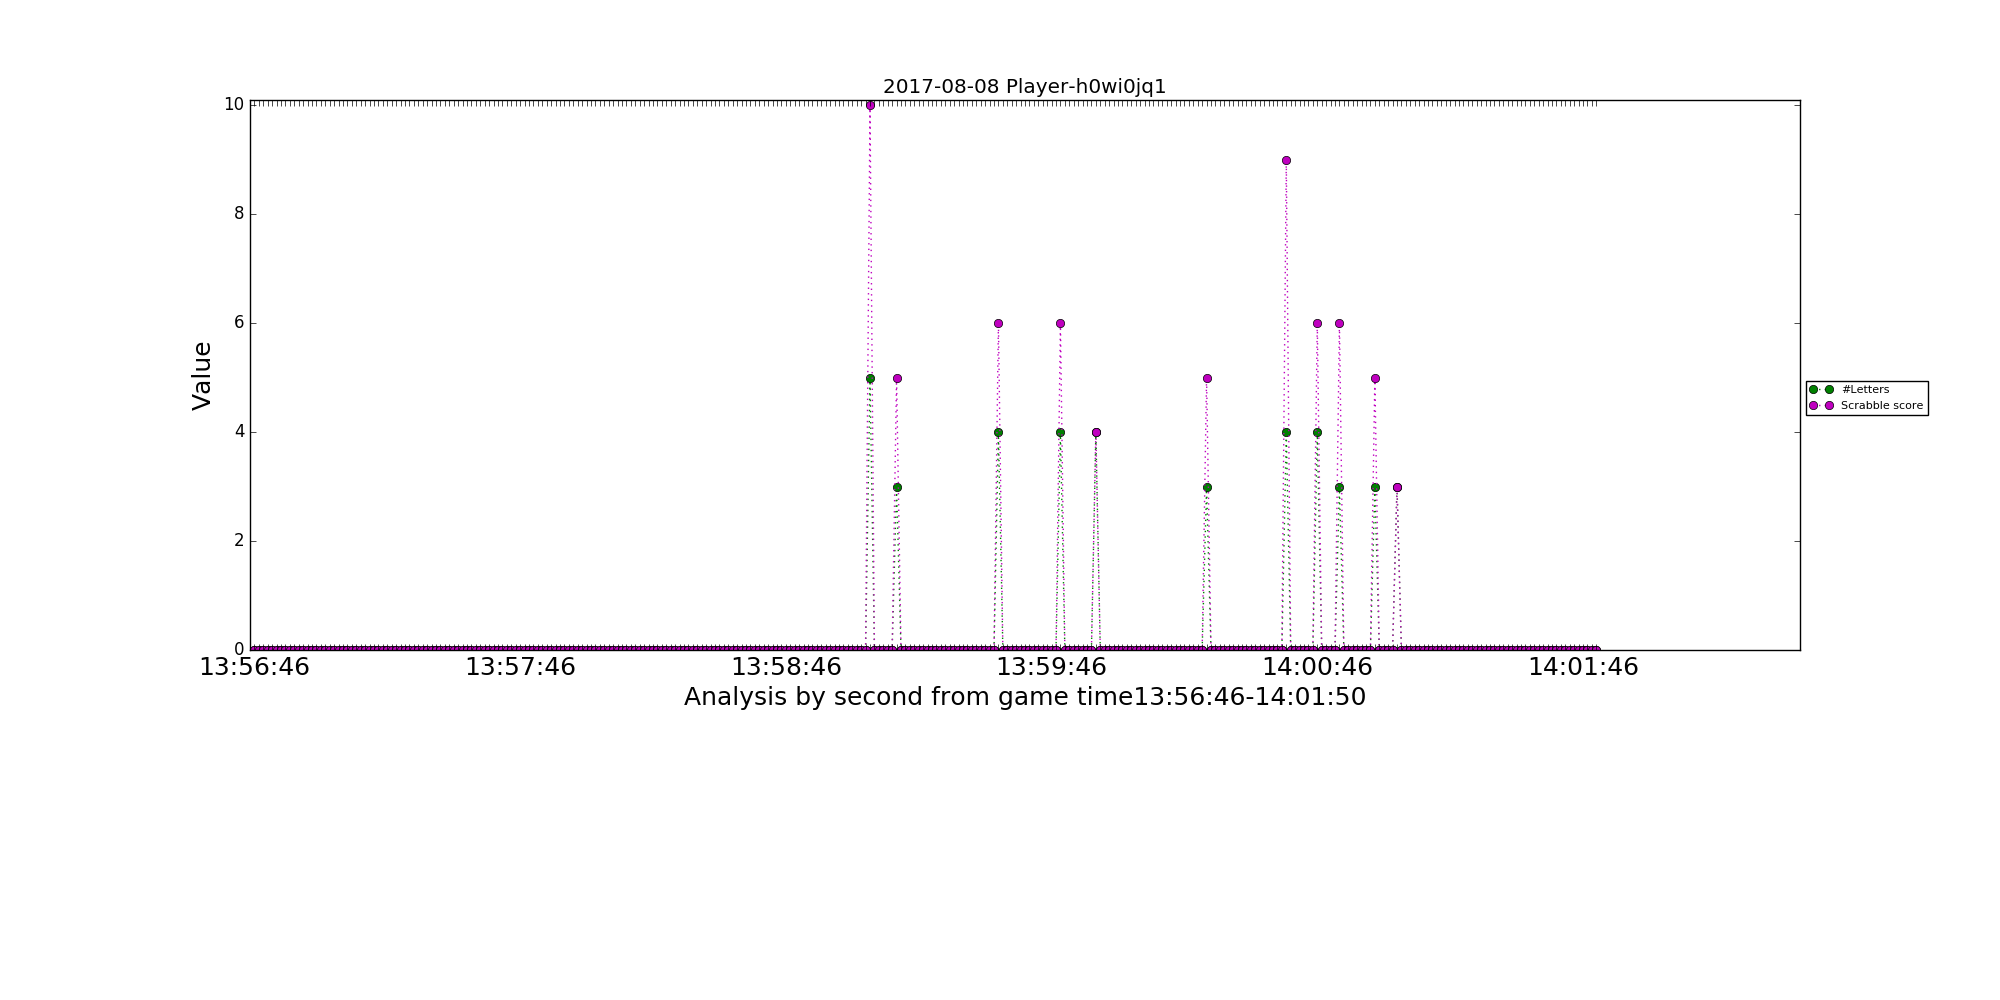 2017-08-08 Player-h0wi0jq1
10
8
6
4
2
0
Value
13:56:46 13:57:46 13:58:46 13:59:46 14:00:46 14:01:46
Analysis by second from game time13:56:46-14:01:50
#Letters
Scrabble score